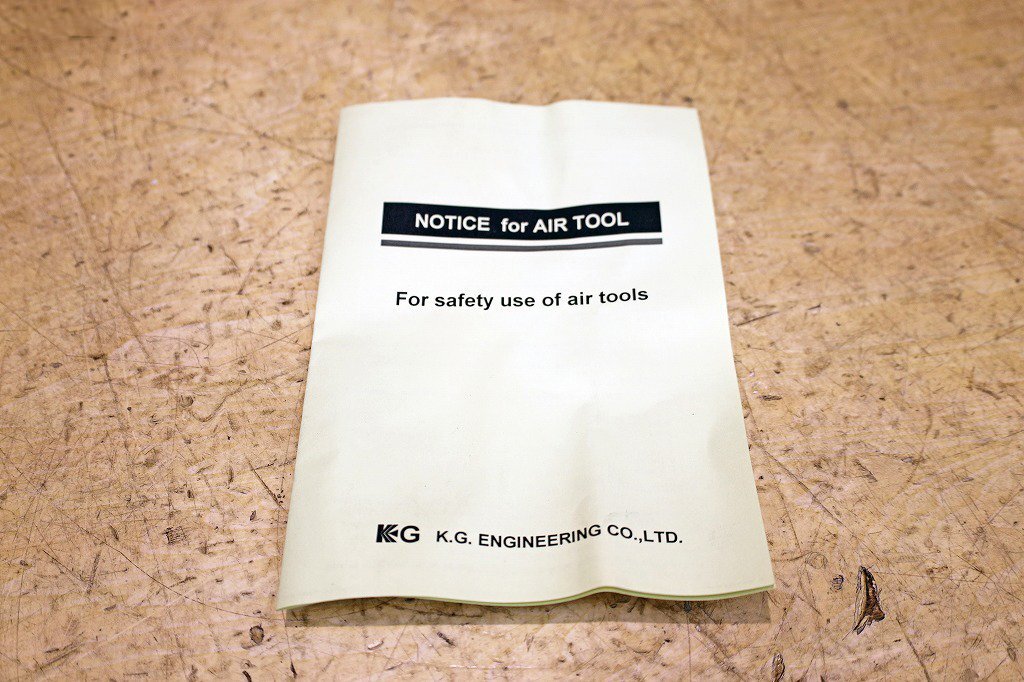 NOTICE for AIR TOOL
For safety use of air tools
KG K.G. ENGINEERING CO.,LTD.